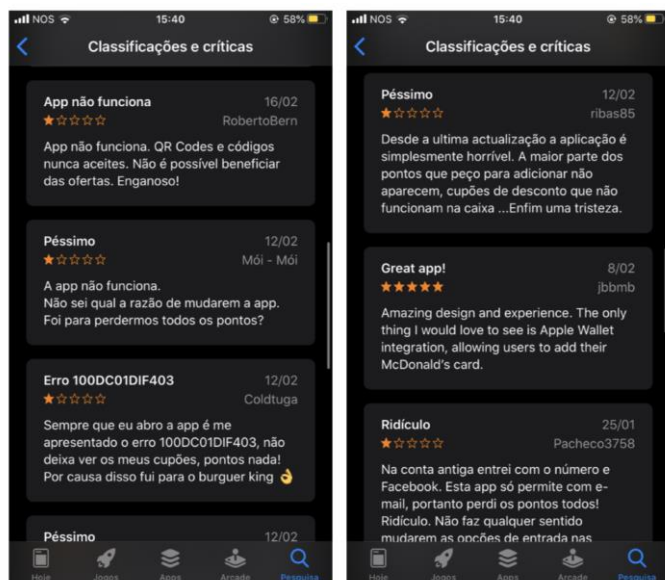 NOS
15:40
58%
Classificações e críticas
App não funciona
16/02
RobertoBern
App não funciona. QR Codes e códigos
nunca aceites. Não é possível beneficiar
das ofertas. Enganoso!
Péssimo
12/02
Mói - Mói
A app não funciona.
Não sei qual a razão de mudarem a app.
Foi para perdermos todos os pontos?
Erro 100DC01DIF403
12/02
Coldtuga
Sempre que eu abro a app é me
apresentado o erro 100DC01DIF403, não
deixa ver os meus cupões, pontos nada!
Por causa disso fui para o burguer king 👌
Péssimo
12/02
Hoje
Jogos
Apps
Arcade
Pesquisa
NOS
15:40
58%
Classificações e críticas
Péssimo
12/02
ribas85
Desde a ultima actualização a aplicação é
simplesmente horrível. A maior parte dos
pontos que peço para adicionar não
aparecem, cupões de desconto que não
funcionam na caixa ...Enfim uma tristeza.
Great app!
8/02
jbbmb
Amazing design and experience. The only
thing I would love to see is Apple Wallet
integration, allowing users to add their
McDonald's card.
Ridículo
25/01
Pacheco3758
Na conta antiga entrei com o número e
Facebook. Esta app só permite com e-
mail, portanto perdi os pontos todos!
Ridículo. Não faz qualquer sentido
mudarem as opções de entrada nas
Hoje
Jogos
Apps
Arcade
Pesquisa